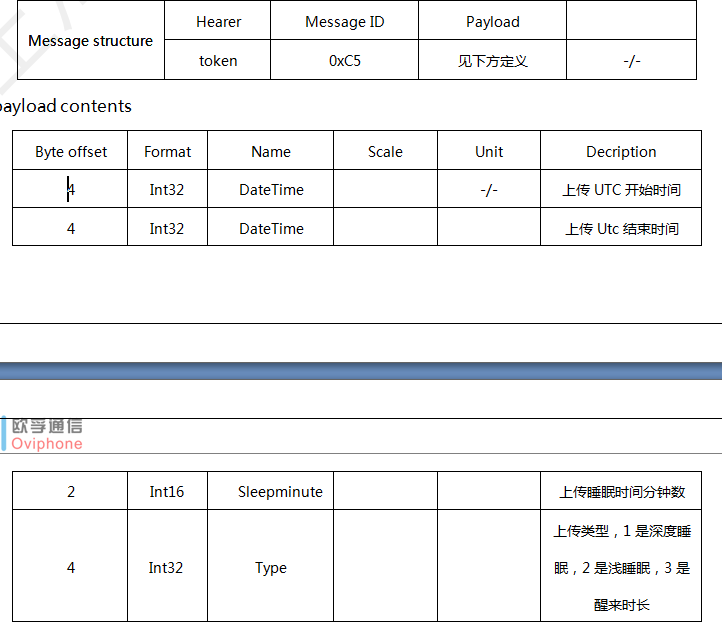 Message structure Hearer Message ID Payload
token 0xC5 见下方定义 -/-
payload contents
Byte offset Format Name Scale Unit Decription
4 Int32 DateTime -/- 上传 UTC 开始时间
4 Int32 DateTime 上传 Utc 结束时间
欧孚通信
Oviphone
2 Int16 Sleepminute 上传睡眠时间分钟数
4 Int32 Type 上传类型，1 是深度睡
眠，2 是浅睡眠，3 是
醒来时长